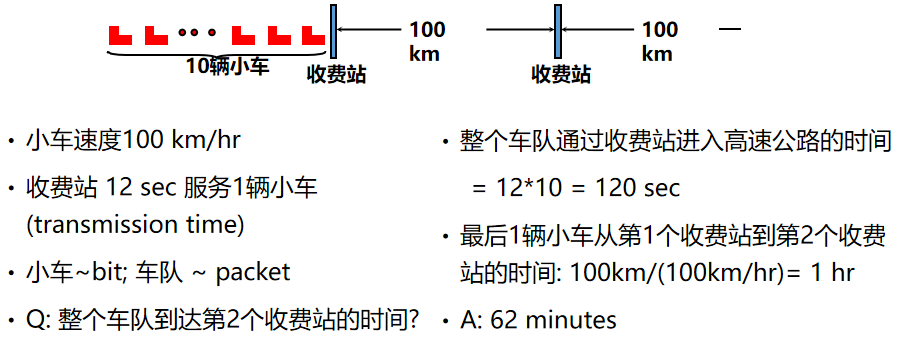 100
km
100
km
10辆小车
收费站
收费站
• 小车速度100 km/hr
• 收费站 12 sec 服务1辆小车
(transmission time)
• 小车~bit; 车队 ~ packet
• Q: 整个车队到达第2个收费站的时间?
• 整个车队通过收费站进入高速公路的时间
= 12*10 = 120 sec
• 最后1辆小车从第1个收费站到第2个收费
站的时间: 100km/(100km/hr)= 1 hr
• A: 62 minutes